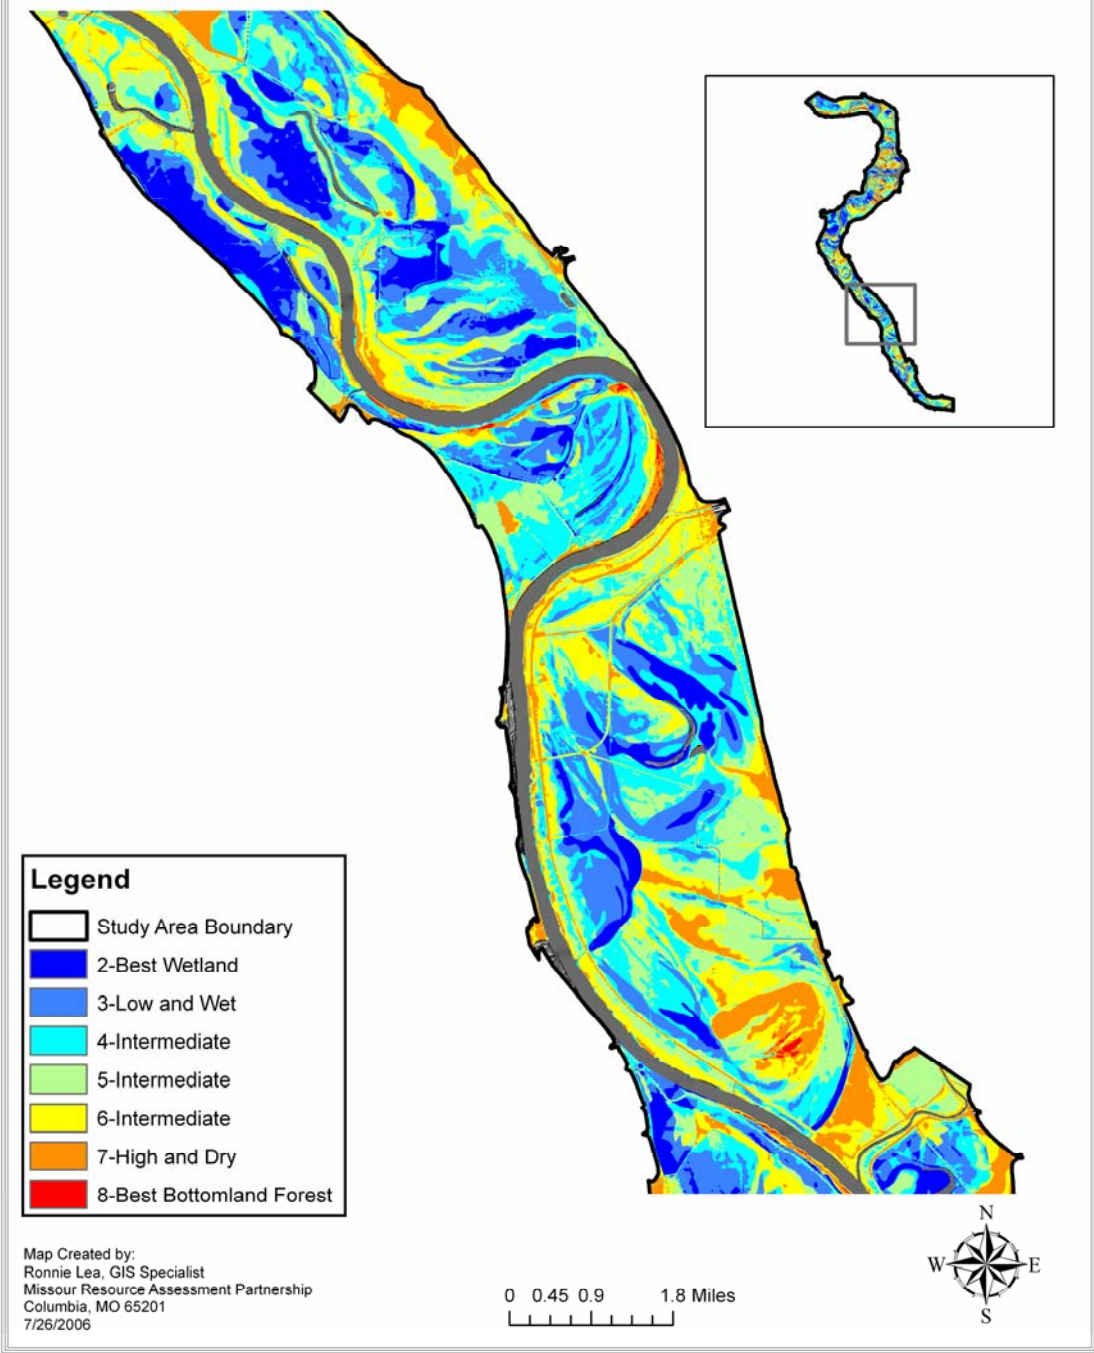 Legend
Study Area Boundary
2-Best Wetland
3-Low and Wet
4-Intermediate
5-Intermediate
6-Intermediate
7-High and Dry
8-Best Bottomland Forest
Map Created by:
Ronnie Lea, GIS Specialist
Missour Resource Assessment Partnership
Columbia, MO 65201
7/26/2006
0 0.45 0.9 1.8 Miles
N
W E
S